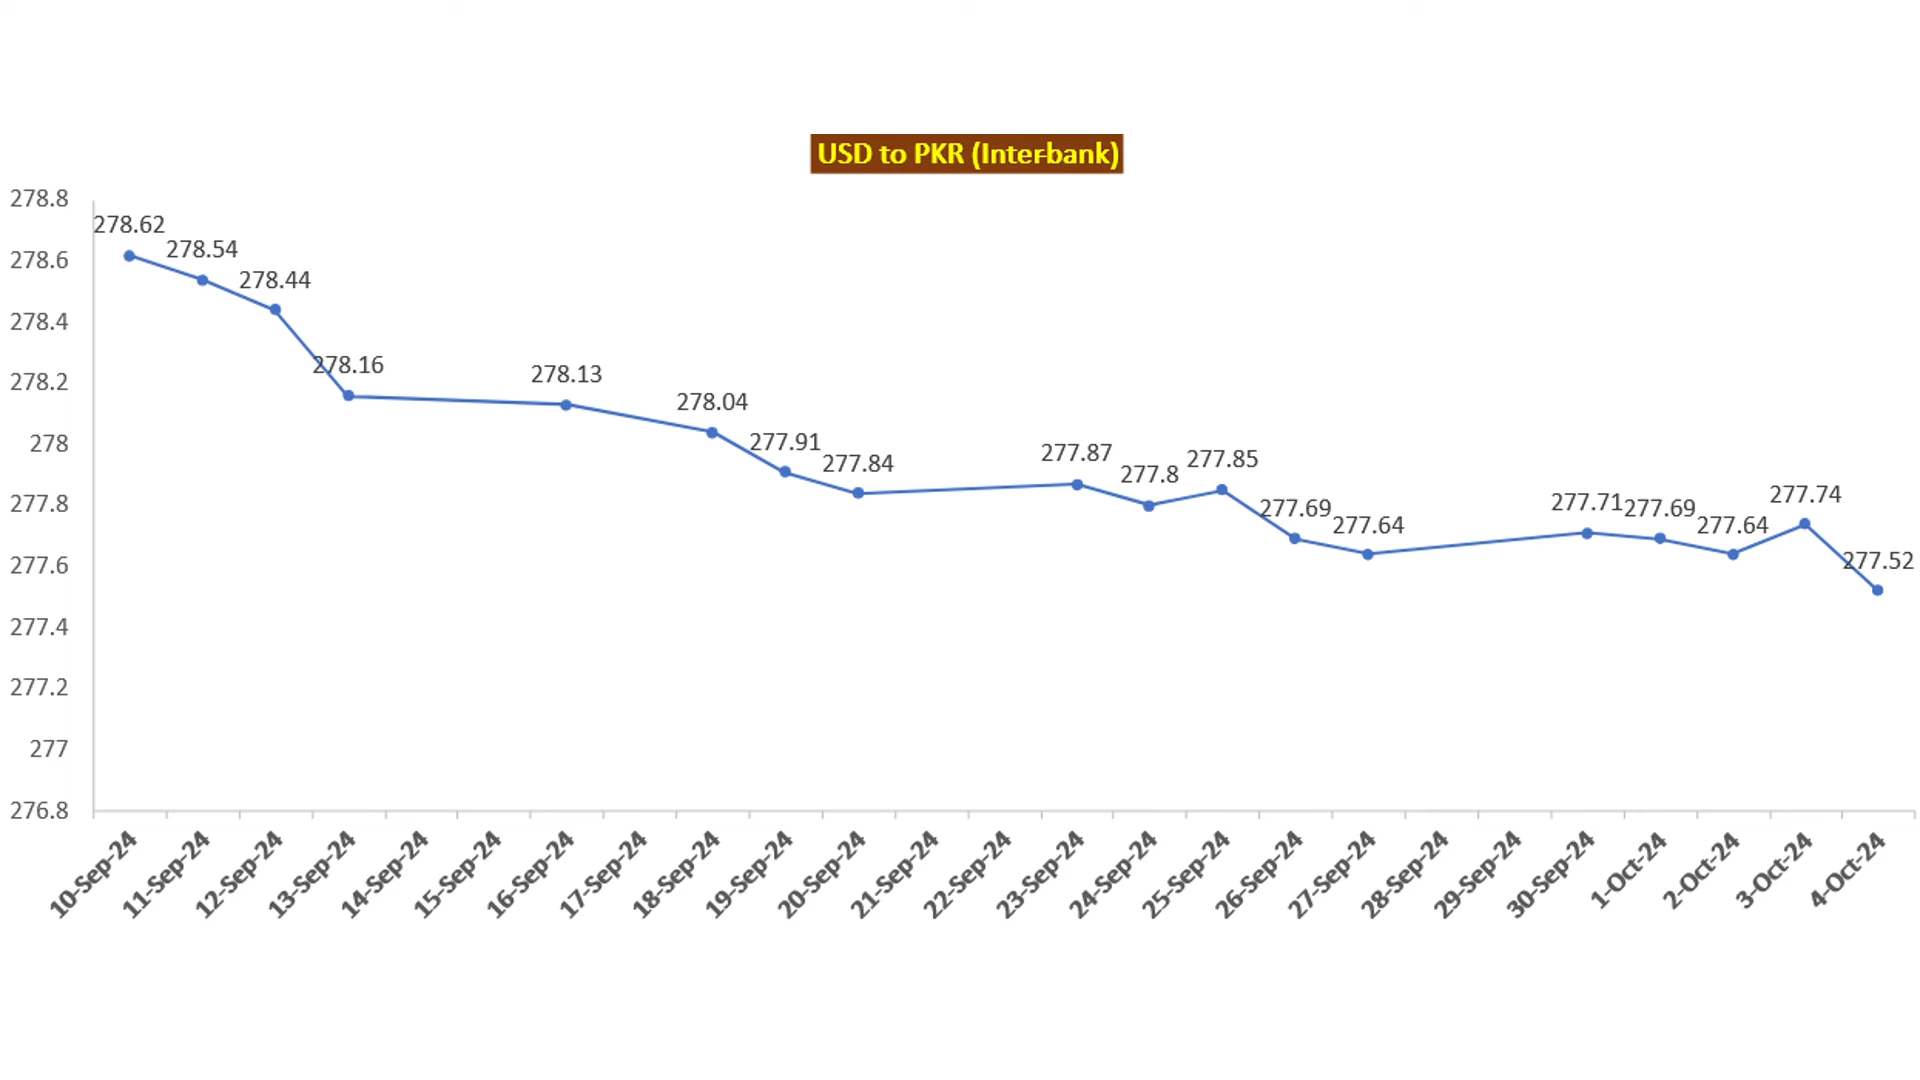 USD to PKR (Inter-bank)
278.8
278.6
278.4
278.2
278
277.8
277.6
277.4
277.2
277
276.8
278.62
278.54
278.44
278.16
278.13
278.04
277.91
277.84
277.87
277.8
277.85
277.69
277.64
277.71
277.69
277.64
277.74
277.52
10-Sep-24
11-Sep-24
12-Sep-24
13-Sep-24
14-Sep-24
15-Sep-24
16-Sep-24
17-Sep-24
18-Sep-24
19-Sep-24
20-Sep-24
21-Sep-24
22-Sep-24
23-Sep-24
24-Sep-24
25-Sep-24
26-Sep-24
27-Sep-24
28-Sep-24
29-Sep-24
30-Sep-24
1-Oct-24
2-Oct-24
3-Oct-24
4-Oct-24